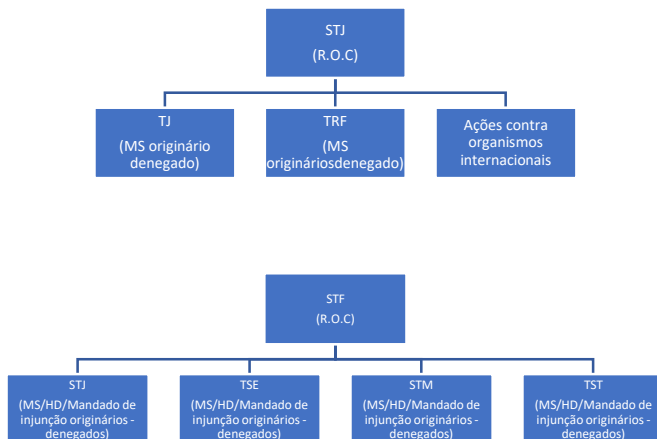 STJ
(R.O.C)
TJ
(MS originário
denegado)
TRF
(MS
origináriosdenegado)
Ações contra
organismos
internacionais
STF
(R.O.C)
STJ
(MS/HD/Mandado de
injunção originários -
denegados)
TSE
(MS/HD/Mandado de
injunção originários -
denegados)
STM
(MS/HD/Mandado de
injunção originários -
denegados)
TST
(MS/HD/Mandado de
injunção originários -
denegados)